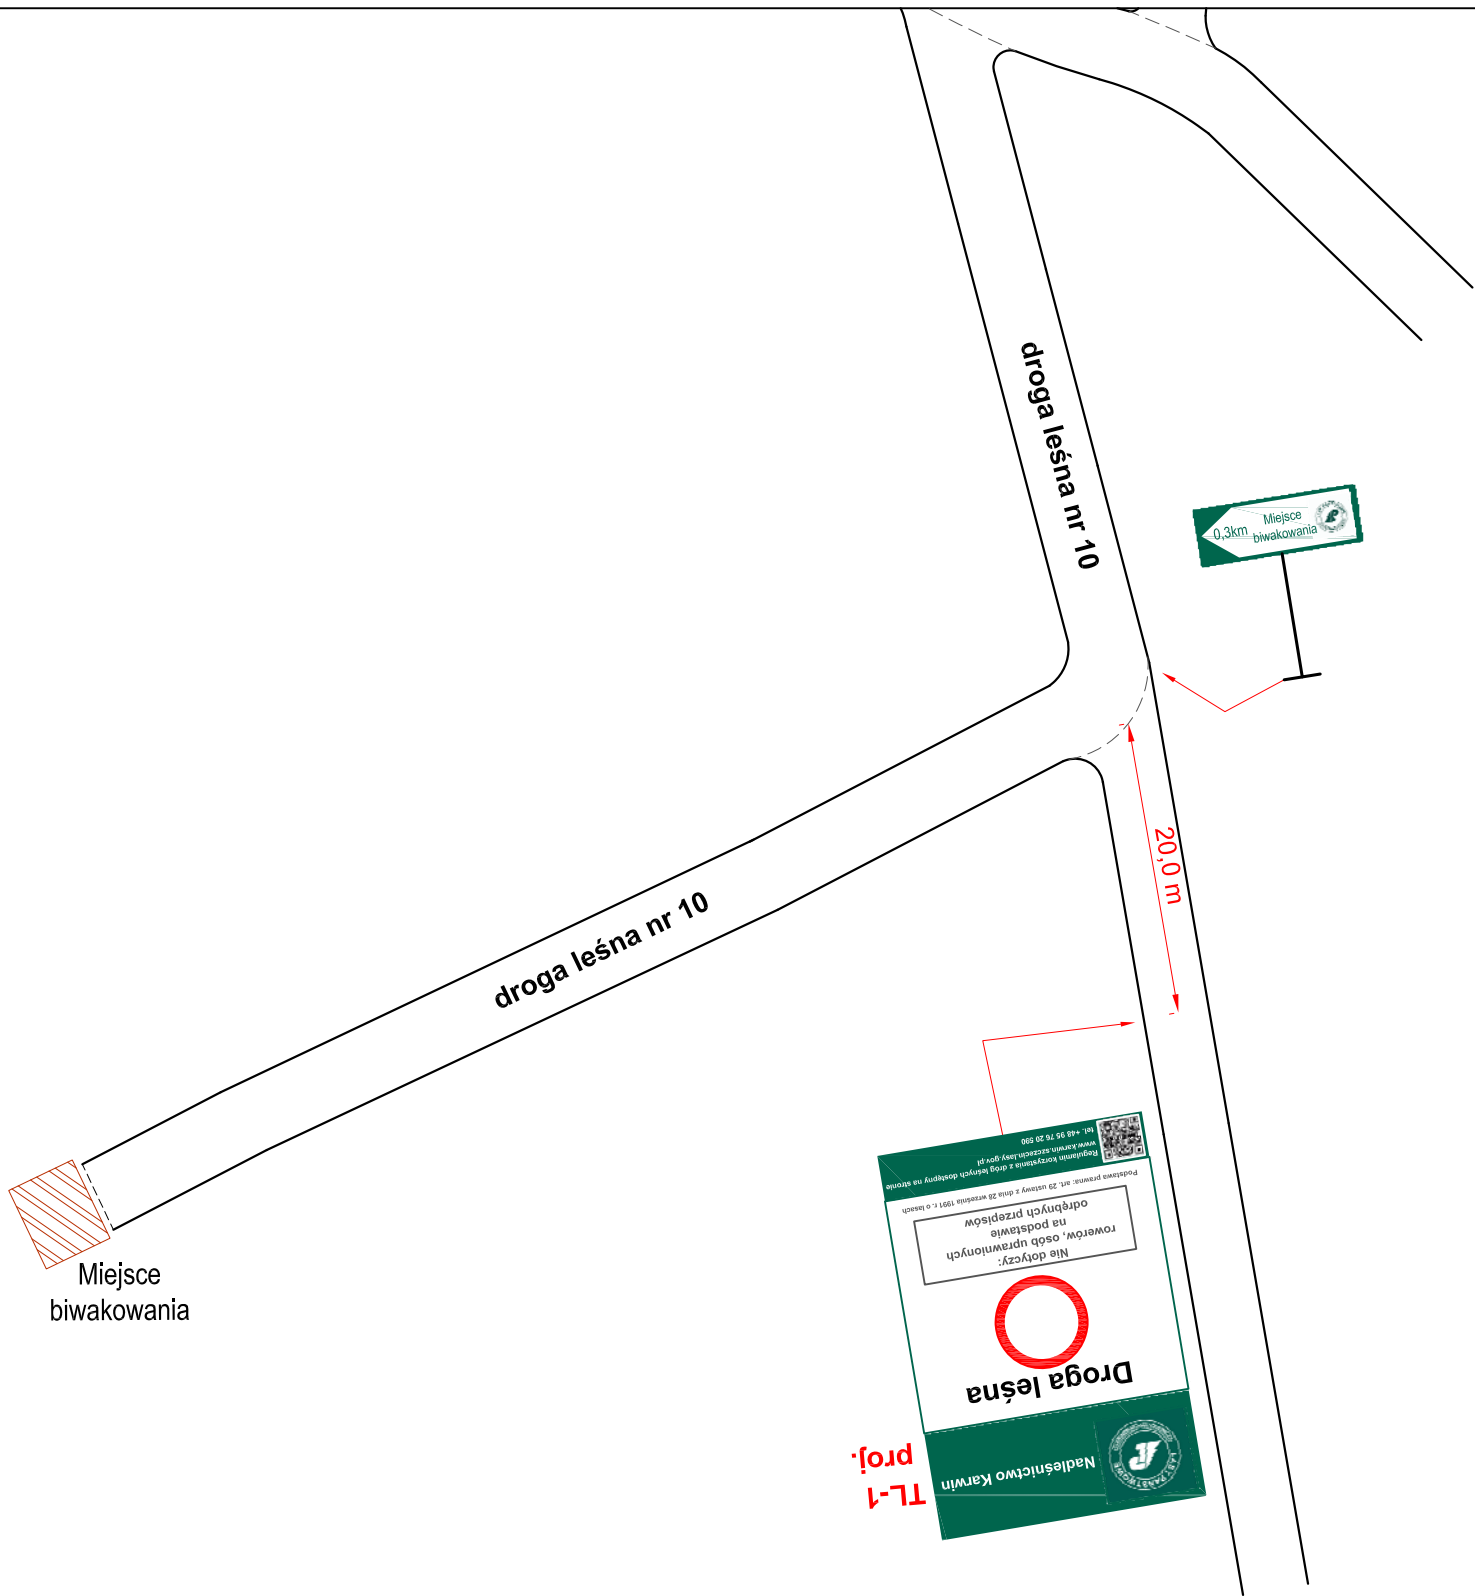 droga leśna nr 10
0,3km
Miejsce
biwakowania
20,0 m
droga leśna nr 10
Miejsce
biwakowania
TL-1
proj.
Nadleśnictwo Karwin
LASY PAŃSTWOWE
Droga leśna
Nie dotyczy:
rowerów, osób uprawnionych
na podstawie
odrębnych przepisów
Podstawa prawna: art. 29 ustawy z dnia 28 września 1991 r. o lasach
Regulamin korzystania z dróg leśnych dostępny na stronie
www.karwin.szczecin.lasy.gov.pl
tel. +48 95 76 20 590